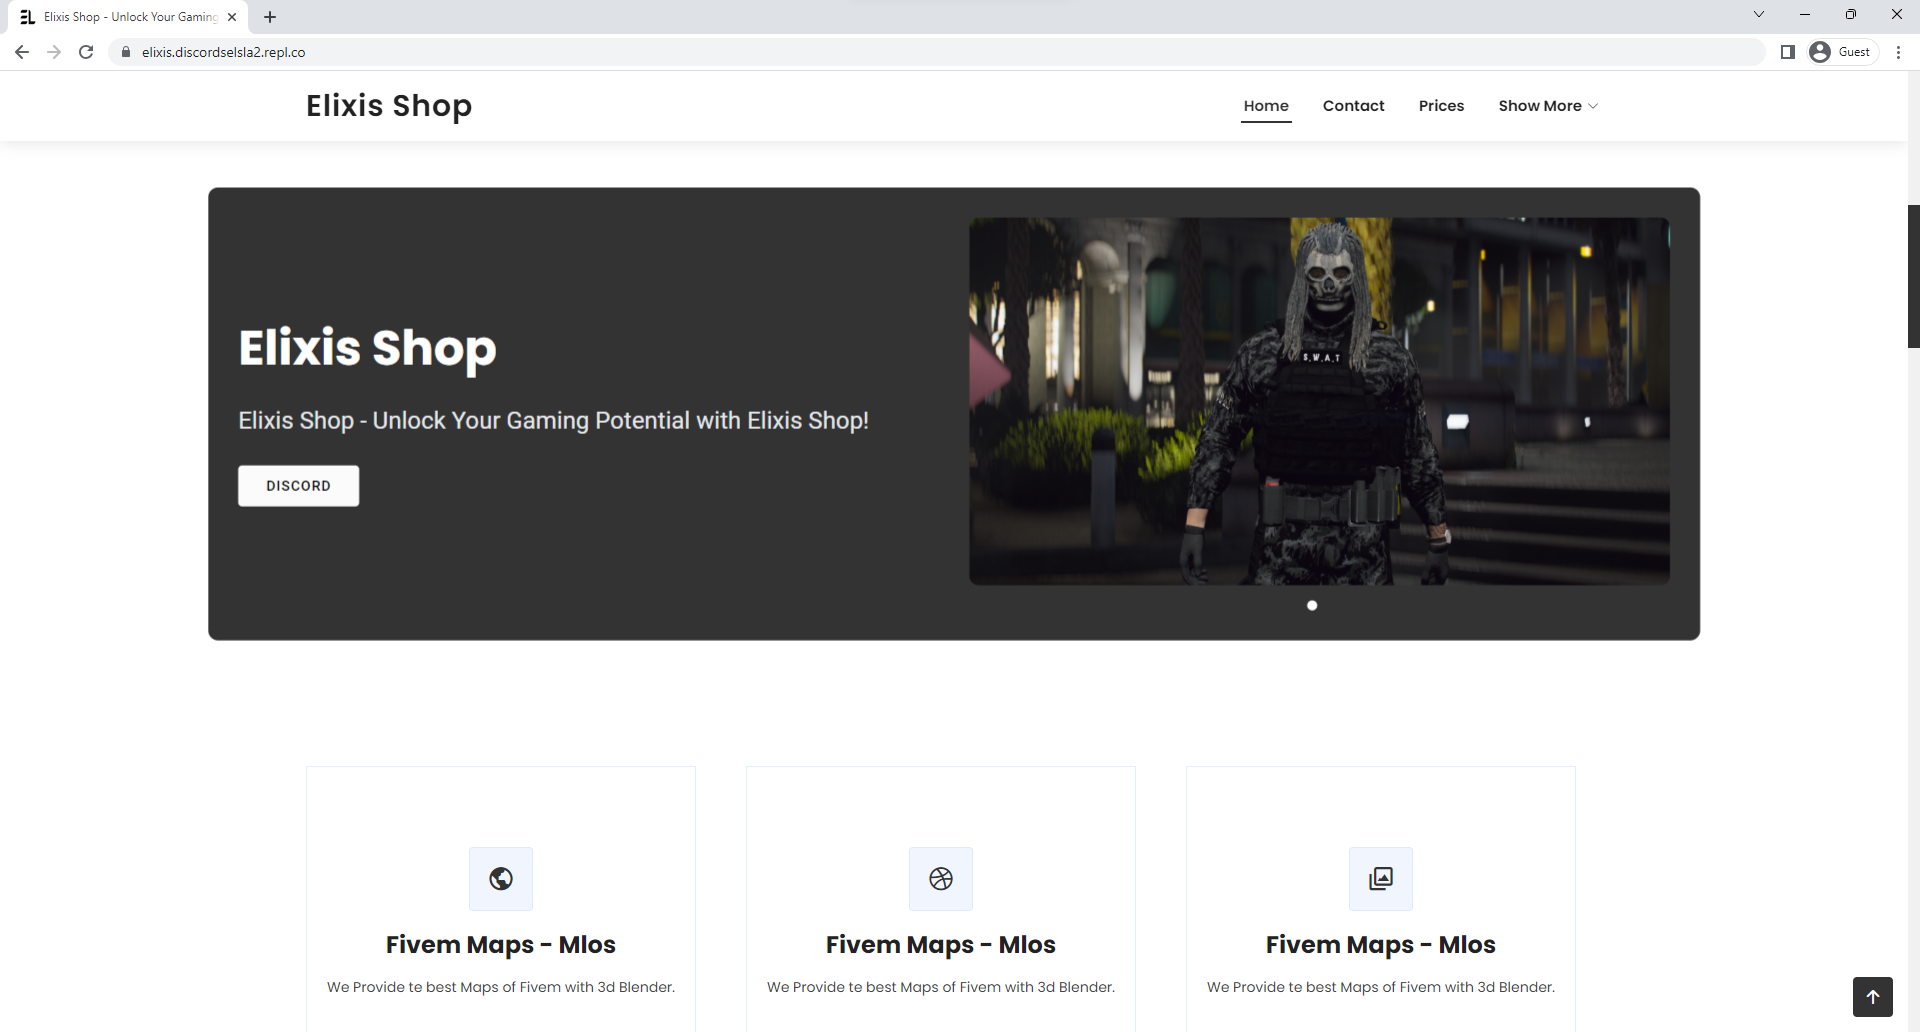 Elixis Shop - Unlock Your Gaming
elixis.discordselsla2.repl.co
Guest
Elixis Shop
Home
Contact
Prices
Show More
Elixis Shop
Elixis Shop - Unlock Your Gaming Potential with Elixis Shop!
DISCORD
S.W.A.T
Fivem Maps - Mlos
We Provide te best Maps of Fivem with 3d Blender.
Fivem Maps - Mlos
We Provide te best Maps of Fivem with 3d Blender.
Fivem Maps - Mlos
We Provide te best Maps of Fivem with 3d Blender.